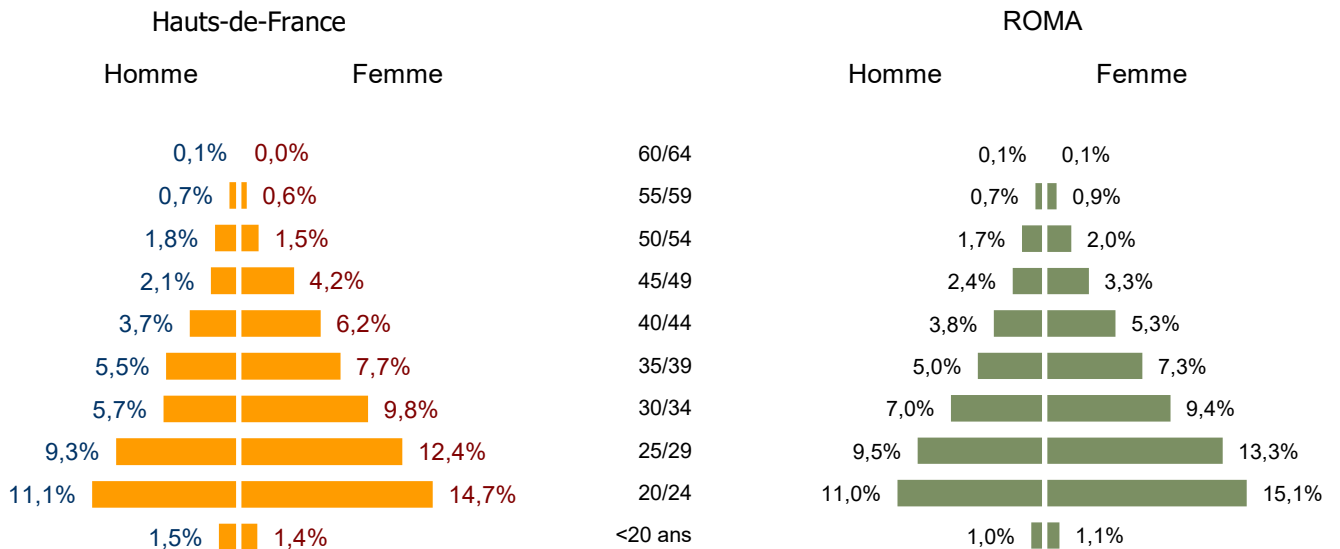 Hauts-de-France ROMA
Homme Femme Homme Femme
0,1% 0,0% 60/64 0,1% 0,1%
0,7% 0,6% 55/59 0,7% 0,9%
1,8% 1,5% 50/54 1,7% 2,0%
2,1% 4,2% 45/49 2,4% 3,3%
3,7% 6,2% 40/44 3,8% 5,3%
5,5% 7,7% 35/39 5,0% 7,3%
5,7% 9,8% 30/34 7,0% 9,4%
9,3% 12,4% 25/29 9,5% 13,3%
11,1% 14,7% 20/24 11,0% 15,1%
1,5% 1,4% <20 ans 1,0% 1,1%